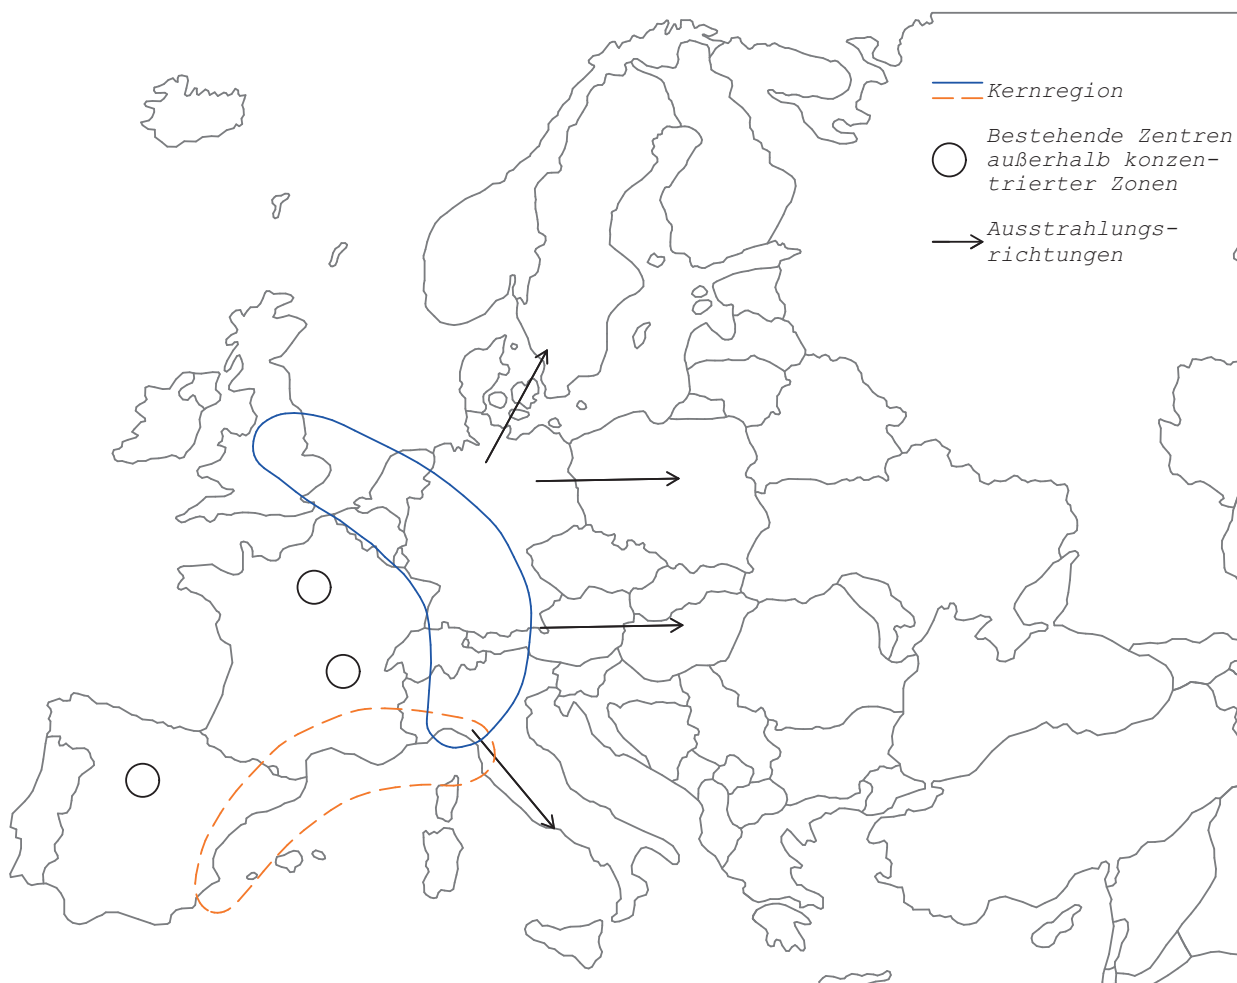 Kernregion
Bestehende Zentren
außerhalb konzen-
trierter Zonen
Ausstrahlungs-
richtungen